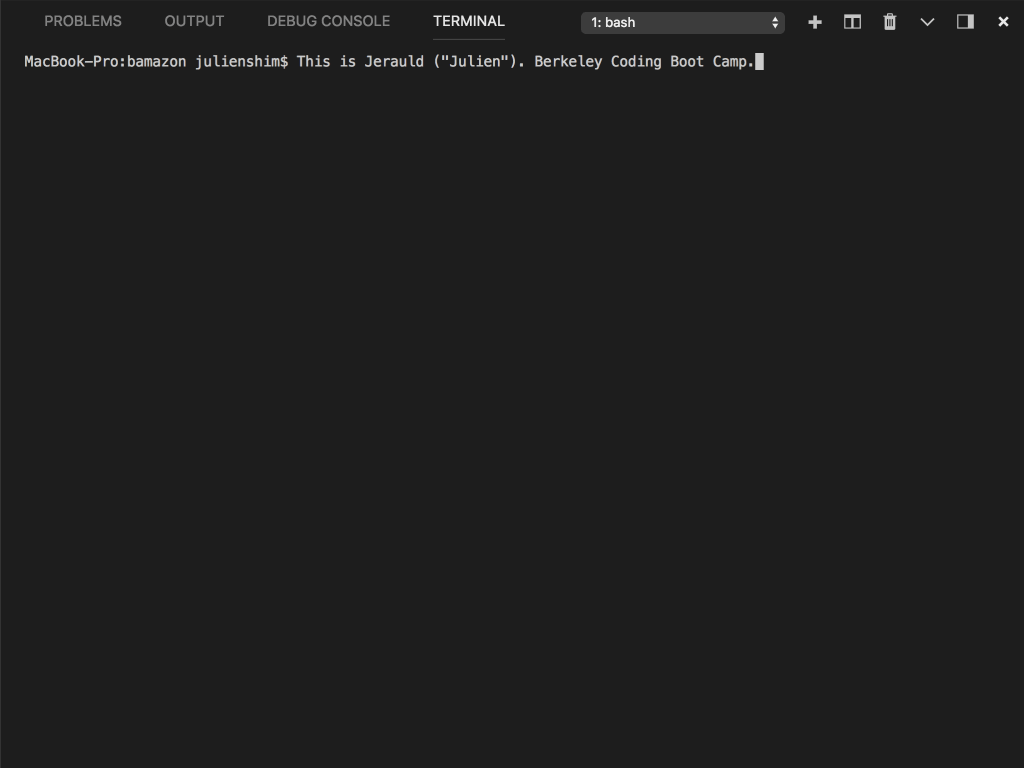 PROBLEMS OUTPUT DEBUG CONSOLE TERMINAL 1: bash
MacBook-Pro:bamazon julienshim$ This is Jerauld ("Julien"). Berkeley Coding Boot Camp.